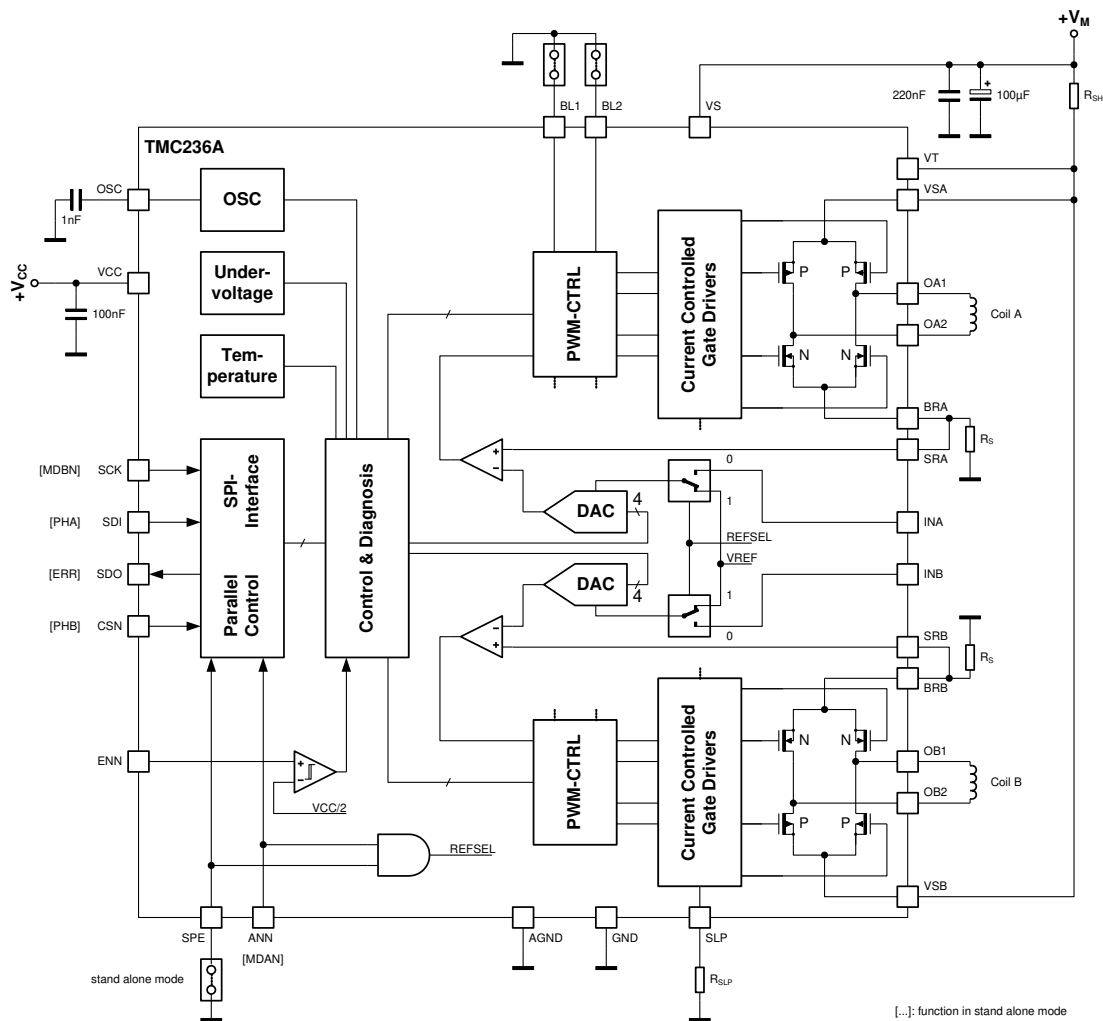 +VM
220nF
+
100µF
RSH
BL1
BL2
VS
TMC236A
VT
OSC
1nF
OSC
VSA
+VCC
VCC
100nF
Under-
voltage
Tem-
perature
PWM-CTRL
Current Controlled
Gate Drivers
P
P
N
N
OA1
OA2
Coil A
BRA
SRA
RS
[MDBN]
SCK
[PHA]
SDI
[ERR]
SDO
[PHB]
CSN
SPI-
Interface
Parallel
Control
Control & Diagnosis
+
−
DAC
4
0
1
REFSEL
VREF
INA
INB
DAC
4
1
0
−
+
SRB
RS
BRB
ENN
+
−
VCC/2
REFSEL
PWM-CTRL
Current Controlled
Gate Drivers
N
N
P
P
OB1
OB2
Coil B
VSB
SPE
ANN
[MDAN]
AGND
GND
SLP
stand alone mode
RSLP
[...]: function in stand alone mode